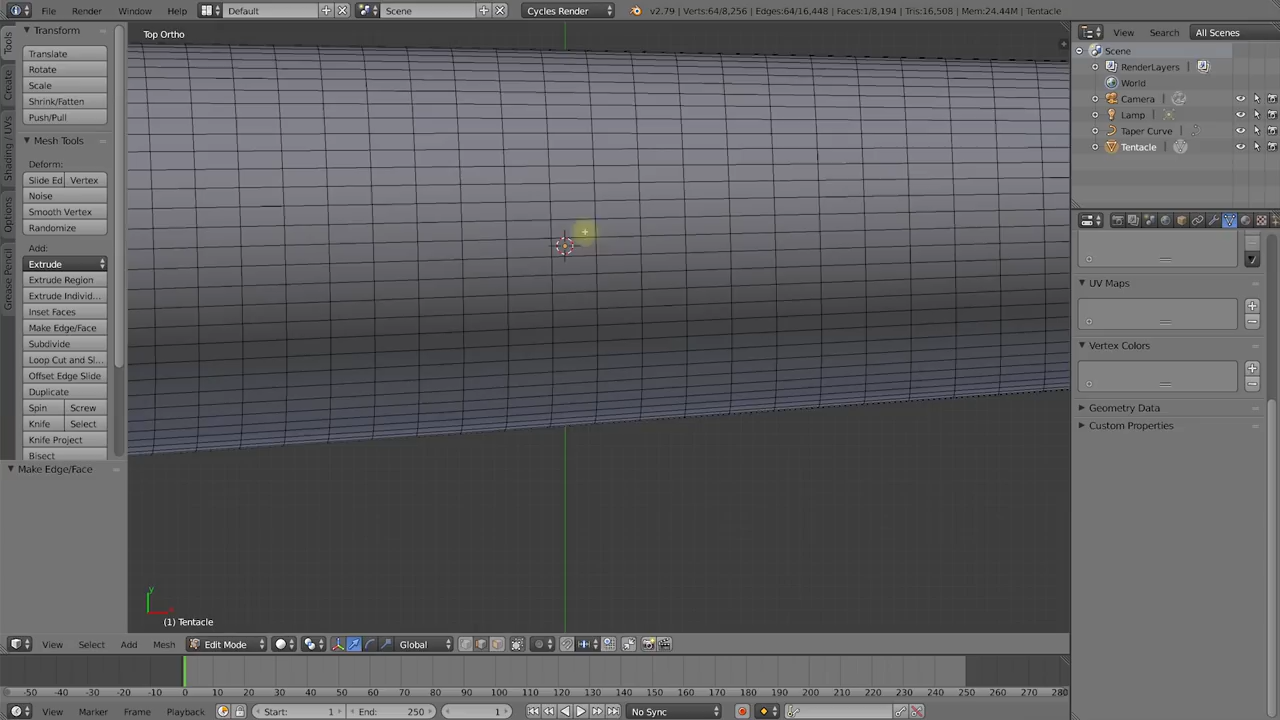 File Render Window Help Default Scene Cycles Render v2.79 | Verts:64/8,256 | Edges:64/16,448 | Faces:1/8,194 | Tris:16,508 | Mem:24.44M | Tentacle
Transform
Top Ortho
View Search All Scenes
Tools
Create
Shading / UVs
Options
Grease Pencil
Translate
Rotate
Scale
Shrink/Fatten
Push/Pull
Mesh Tools
Deform:
Slide Ed Vertex
Noise
Smooth Vertex
Randomize
Add:
Extrude
Extrude Region
Extrude Individ...
Inset Faces
Make Edge/Face
Subdivide
Loop Cut and Sl...
Offset Edge Slide
Duplicate
Spin Screw
Knife Select
Knife Project
Bisect
Make Edge/Face
Scene
RenderLayers |
World
Camera |
Lamp |
Taper Curve |
Tentacle |
UV Maps
Vertex Colors
Geometry Data
Custom Properties
y
(1) Tentacle
View Select Add Mesh Edit Mode Global
-50 -40 -30 -20 -10 0 10 20 30 40 50 60 70 80 90 100 110 120 130 140 150 160 170 180 190 200 210 220 230 240 250 260 270 280
View Marker Frame Playback Start: 1 End: 250 1 No Sync